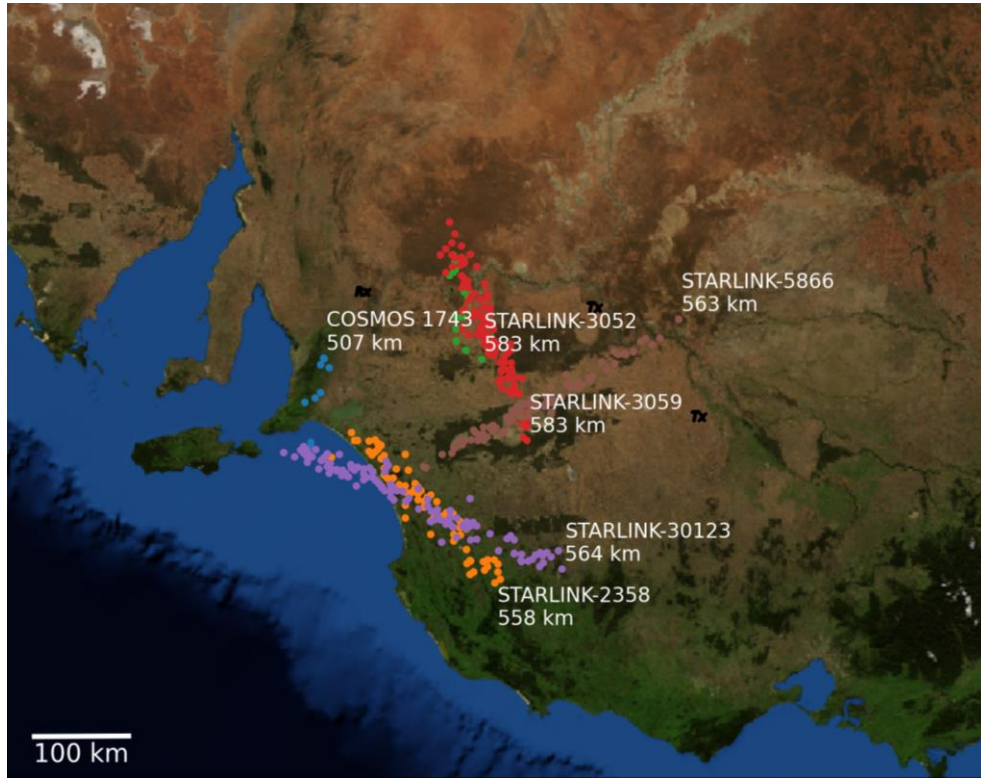 STARLINK-5866
563 km
Rx
Tx
COSMOS 1743
507 km
STARLINK-3052
583 km
STARLINK-3059
583 km
Tx
STARLINK-30123
564 km
STARLINK-2358
558 km
100 km